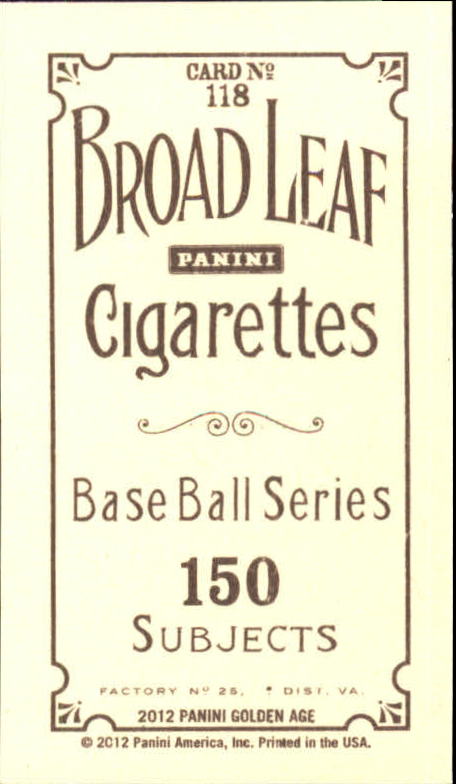 CARD Nº
118
BROAD LEAF
PANINI
Cigarettes
Base Ball Series
150
SUBJECTS
FACTORY Nº 25, DIST. VA.
2012 PANINI GOLDEN AGE
© 2012 Panini America, Inc. Printed in the USA.